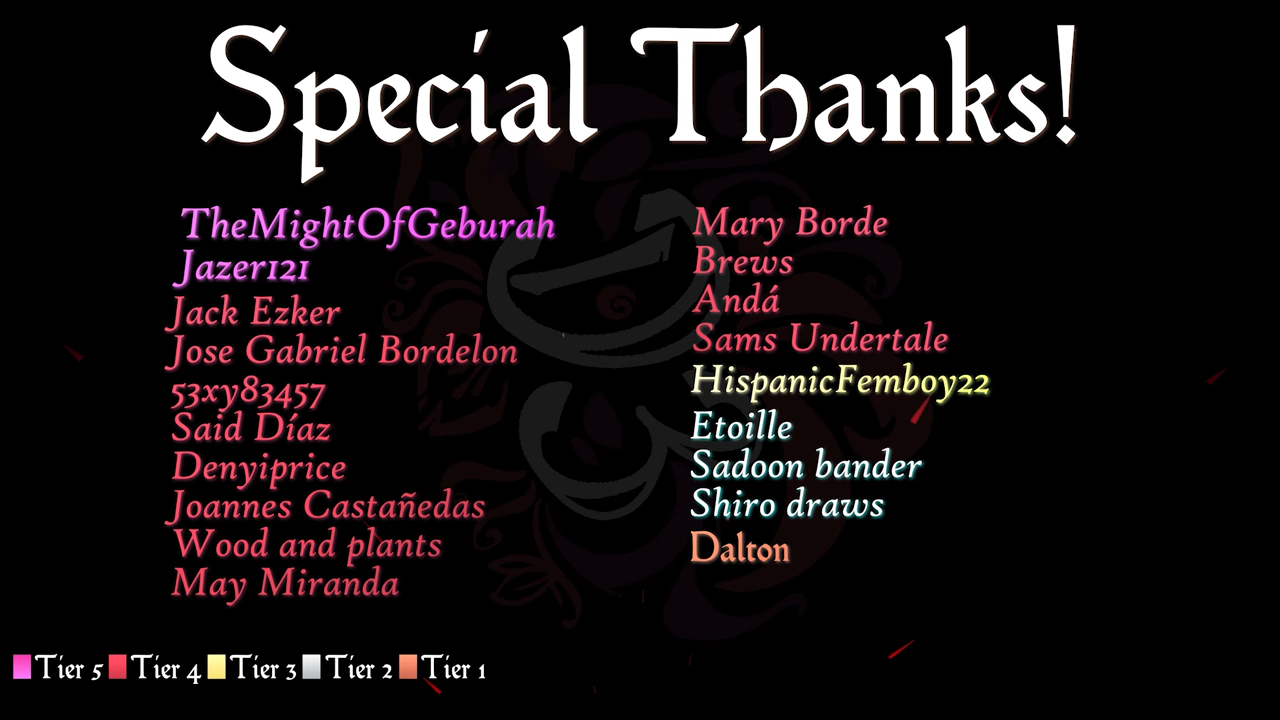 Special Thanks!
TheMightOfGeburah
Jazer121
Jack Ezker
Jose Gabriel Bordelon
53xy83457
Said Díaz
Denyiprice
Joannes Castañedas
Wood and plants
May Miranda
Mary Borde
Brews
Andá
Sams Undertale
HispanicFemboy22
Etoille
Sadoon bander
Shiro draws
Dalton
Tier 5 Tier 4 Tier 3 Tier 2 Tier 1